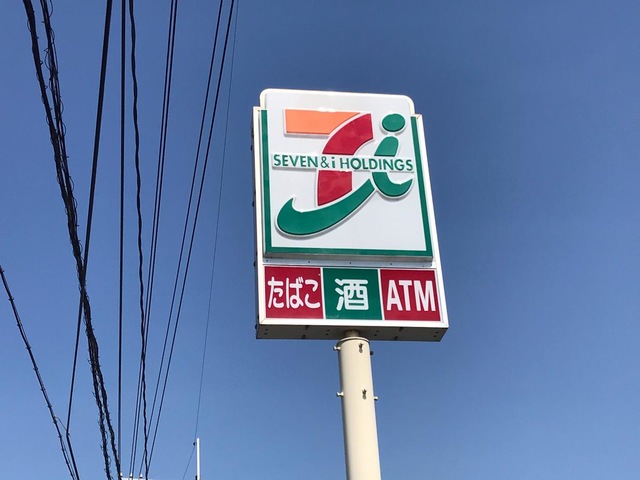 SEVEN & i HOLDINGS
たばこ 酒 ATM